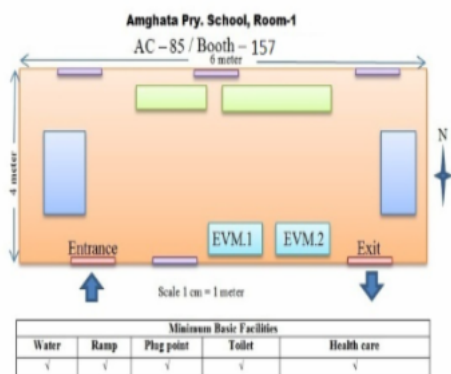 Amghata Pry. School, Room-1
AC – 85 / Booth – 157
6 meter
4 meter
N
EVM.1 EVM.2
Entrance Exit
Scale 1 cm = 1 meter
Minimum Basic Facilities
Water Ramp Plug point Toilet Health care
√ √ √ √ √